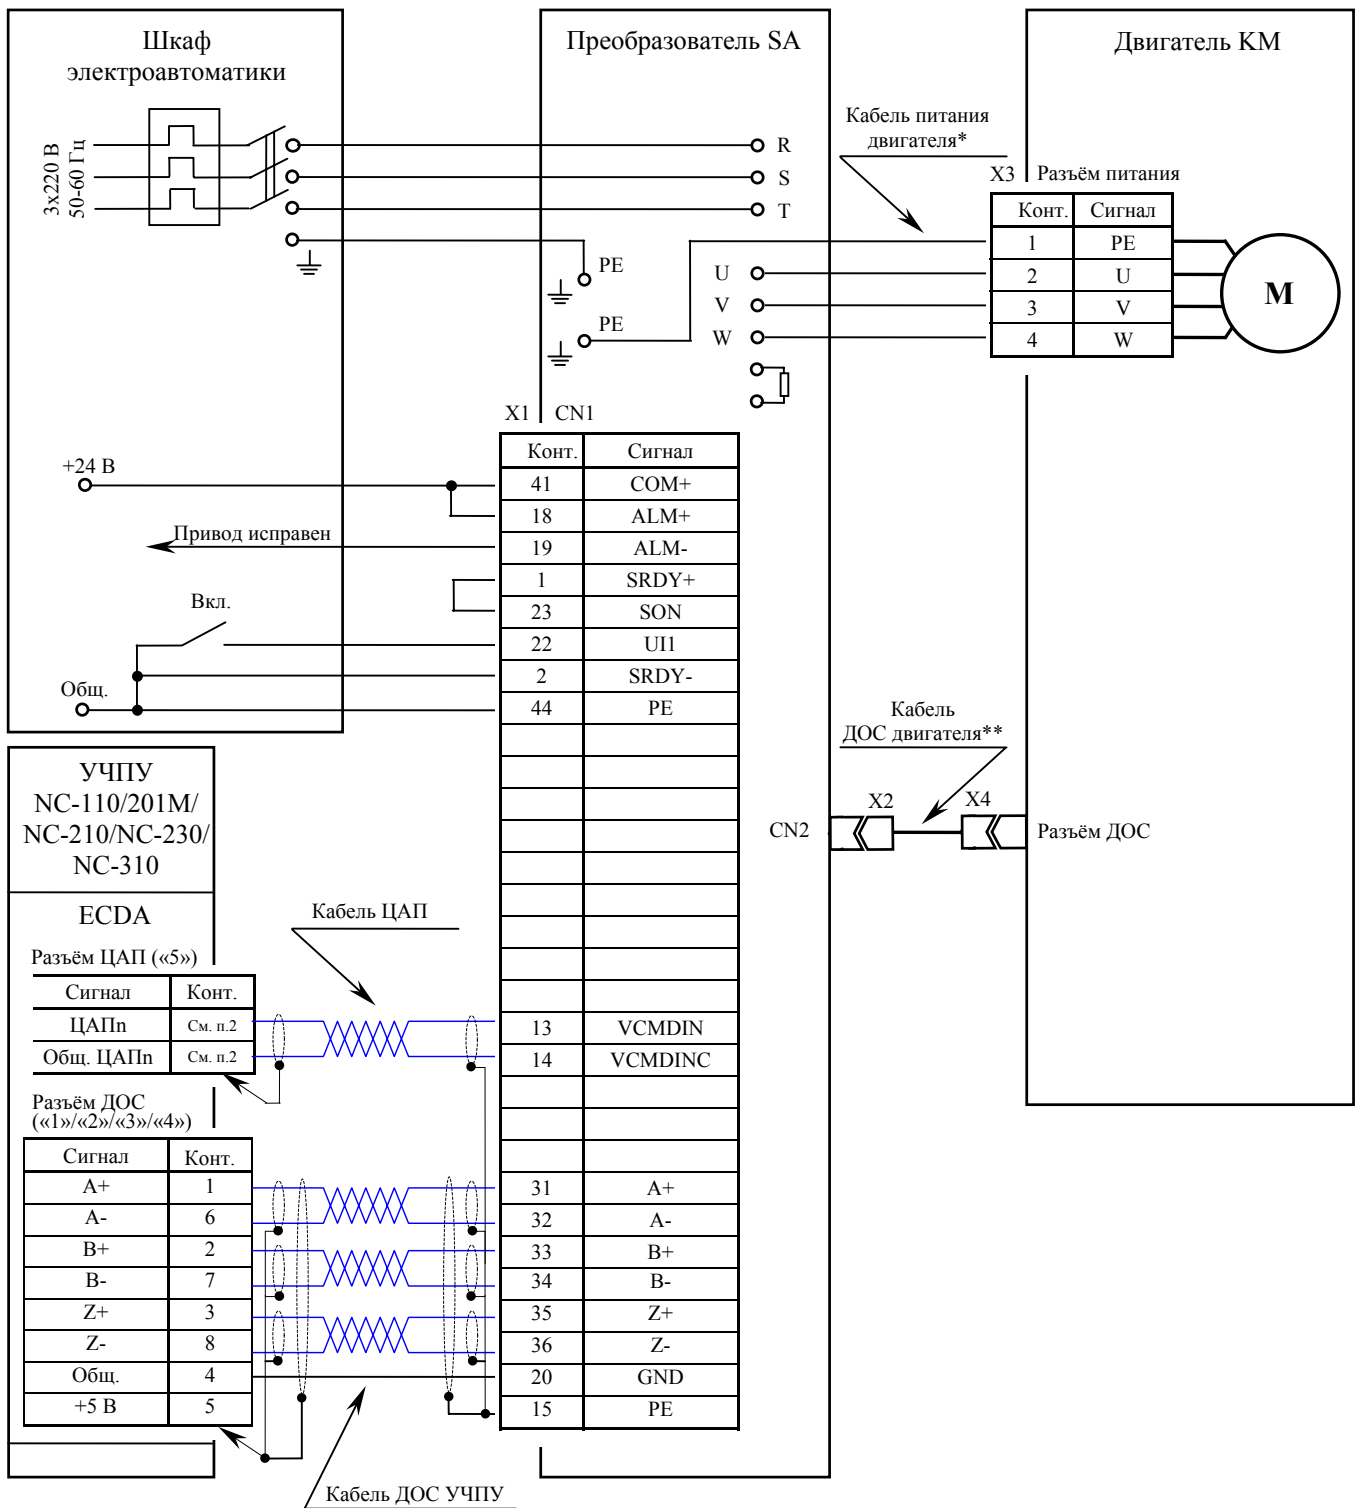 Шкаф
электроавтоматики
3x220 В
50-60 Гц
Преобразователь SA
R
S
T
PE
PE
U
V
W
Двигатель КМ
Кабель питания
двигателя*
X3 Разъём питания
Конт. Сигнал
1 PE
2 U
3 V
4 W
M
X1 CN1
Конт. Сигнал
41 COM+
18 ALM+
19 ALM-
1 SRDY+
23 SON
22 UI1
2 SRDY-
44 PE
13 VCMDIN
14 VCMDINC
31 A+
32 A-
33 B+
34 B-
35 Z+
36 Z-
20 GND
15 PE
+24 В
Привод исправен
Вкл.
Общ.
Кабель
ДОС двигателя**
CN2
X2
X4
Разъём ДОС
УЧПУ
NC-110/201М/
NC-210/NC-230/
NC-310
ECDA
Разъём ЦАП («5»)
Сигнал Конт.
ЦАПn См. п.2
Общ. ЦАПn См. п.2
Кабель ЦАП
Разъём ДОС
(«1»/«2»/«3»/«4»)
Сигнал Конт.
A+ 1
A- 6
B+ 2
B- 7
Z+ 3
Z- 8
Общ. 4
+5 В 5
Кабель ДОС УЧПУ